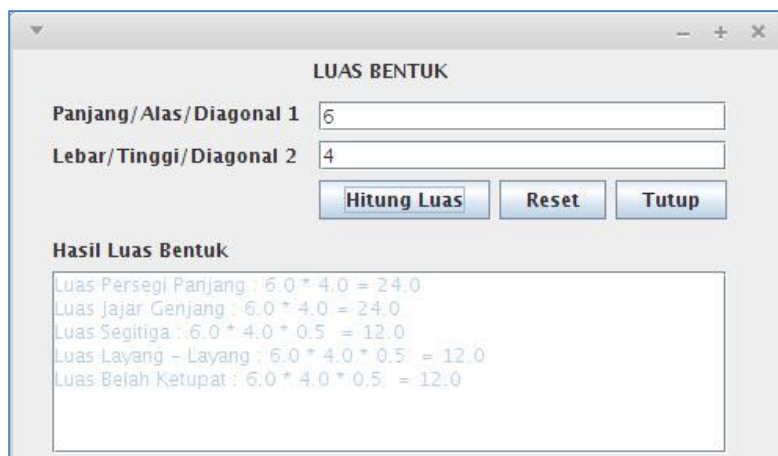 LUAS BENTUK
Panjang/Alas/Diagonal 1 6
Lebar/Tinggi/Diagonal 2 4
Hitung Luas Reset Tutup
Hasil Luas Bentuk
Luas Persegi Panjang : 6.0 * 4.0 = 24.0
Luas Jajar Genjang : 6.0 * 4.0 = 24.0
Luas Segitiga : 6.0 * 4.0 * 0.5 = 12.0
Luas Layang - Layang : 6.0 * 4.0 * 0.5 = 12.0
Luas Belah Ketupat : 6.0 * 4.0 * 0.5 = 12.0